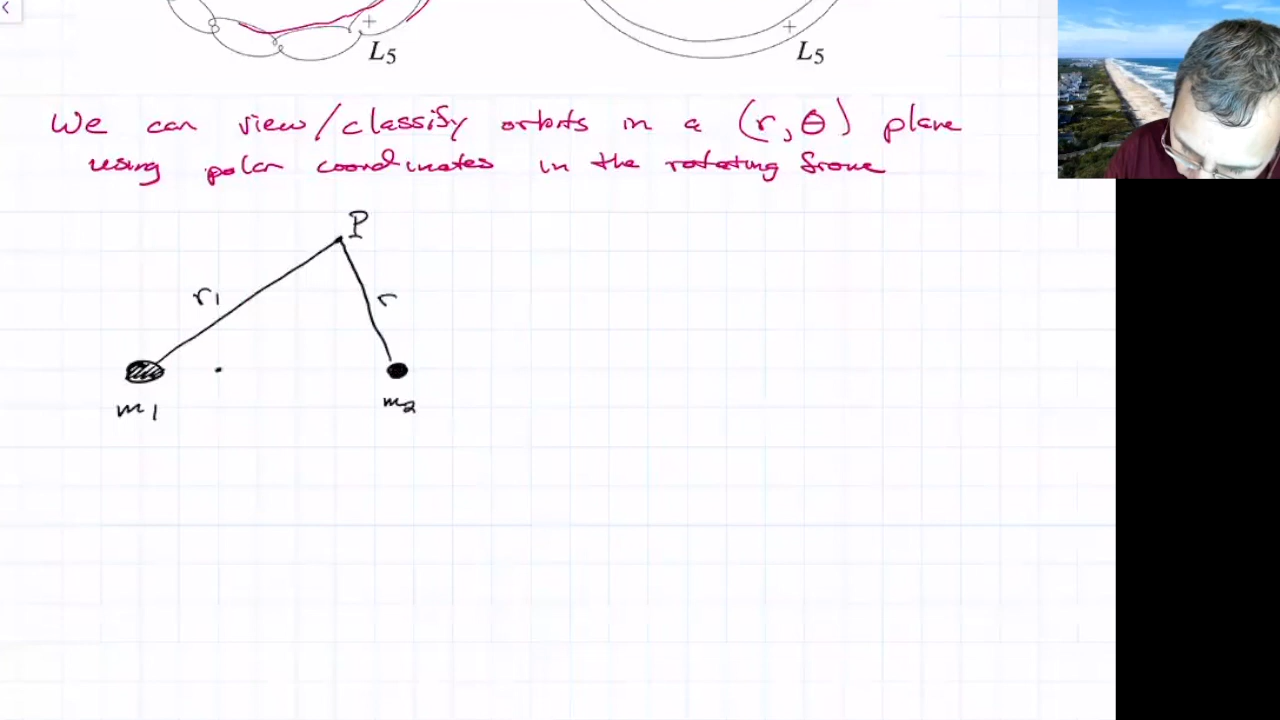 +
+
L5
L5
We can view/classify orbits in a (r, θ) plane
using polar coordinates in the rotating frame
P
r1
r
m1
m2